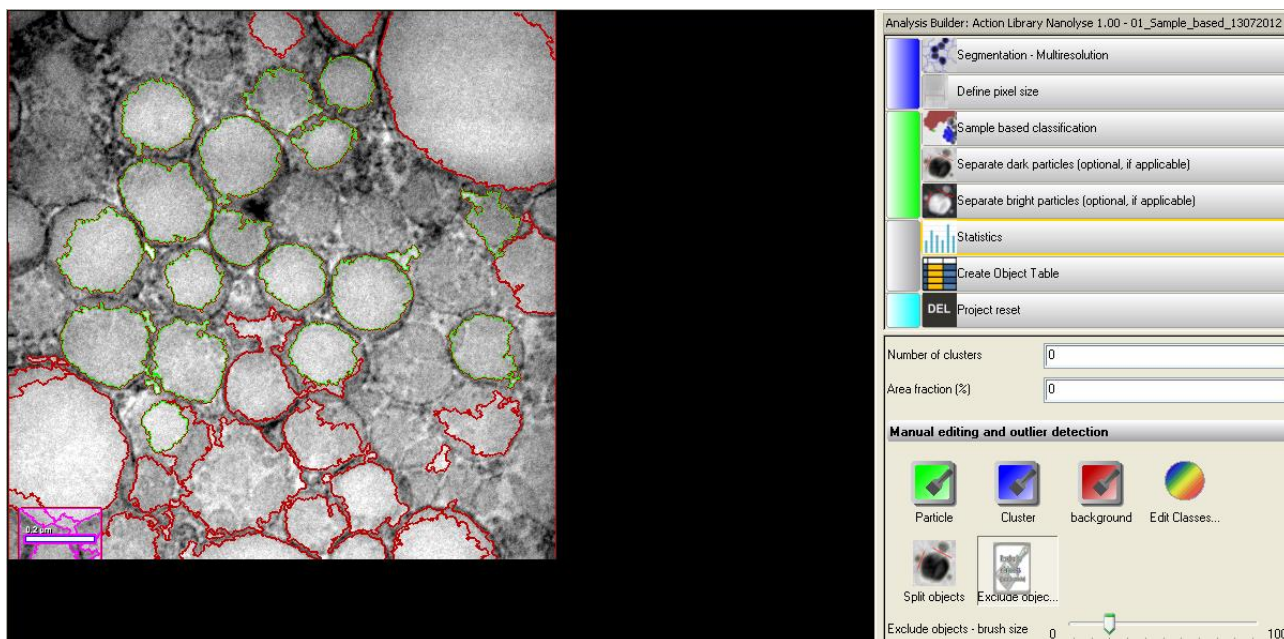 Analysis Builder: Action Library Nanolyse 1.00 - 01_Sample_based_13072012
Segmentation - Multiresolution
Define pixel size
Sample based classification
Separate dark particles (optional, if applicable)
Separate bright particles (optional, if applicable)
Statistics
Create Object Table
DEL Project reset
Number of clusters 0
Area fraction (%) 0
Manual editing and outlier detection
Particle Cluster background Edit Classes...
Split objects Exclude objec...
Exclude objects - brush size 0 100
0.2 µm